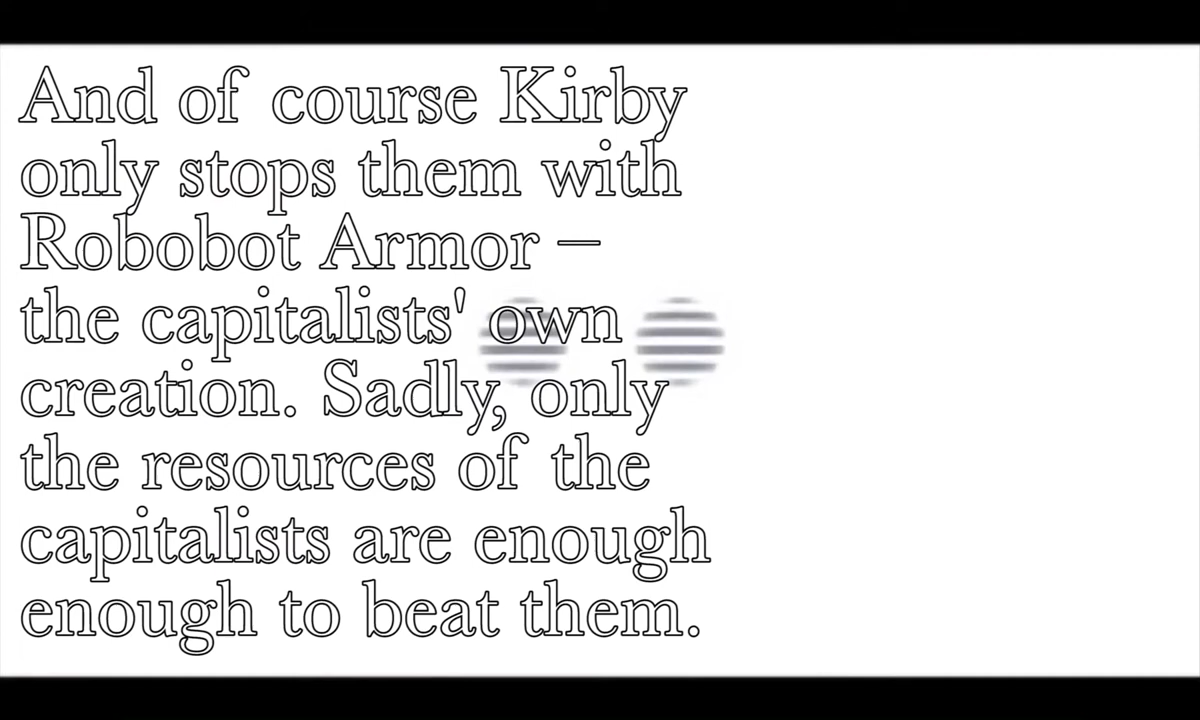 And of course Kirby
only stops them with
Robobot Armor –
the capitalists' own
creation. Sadly, only
the resources of the
capitalists are enough
enough to beat them.